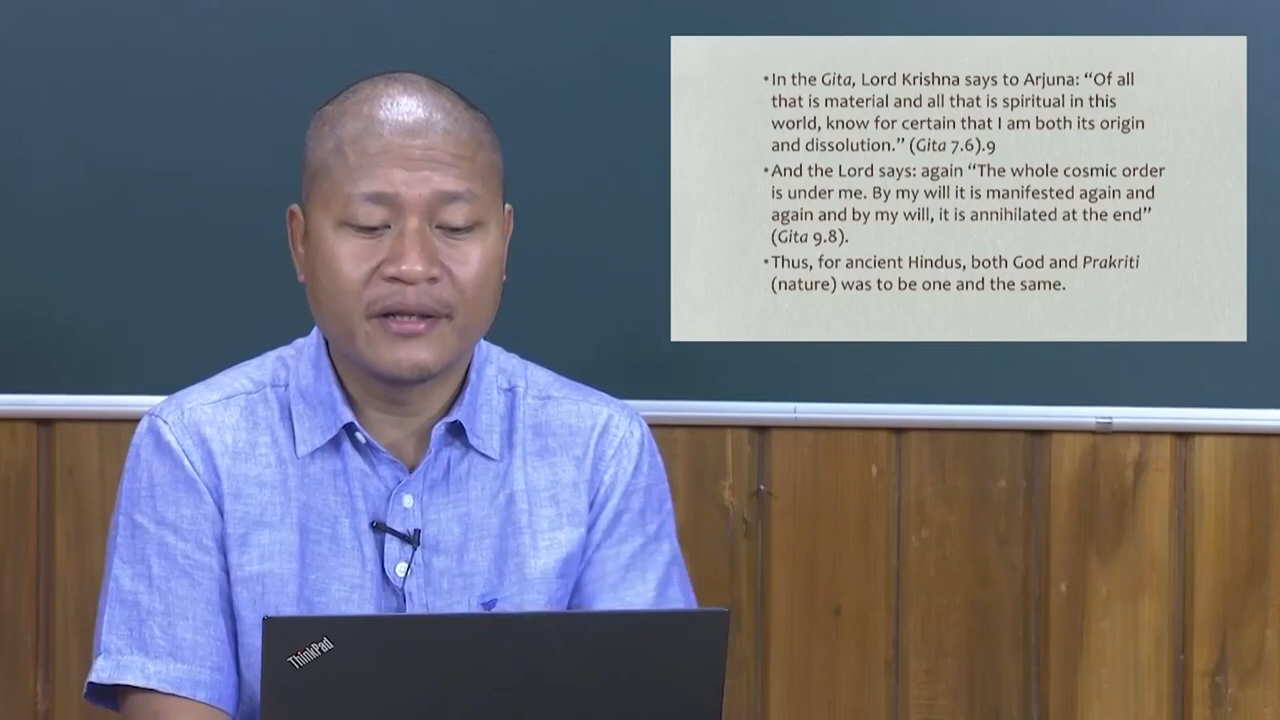 •In the Gita, Lord Krishna says to Arjuna: “Of all
that is material and all that is spiritual in this
world, know for certain that I am both its origin
and dissolution.” (Gita 7.6).9
•And the Lord says: again “The whole cosmic order
is under me. By my will it is manifested again and
again and by my will, it is annihilated at the end”
(Gita 9.8).
•Thus, for ancient Hindus, both God and Prakriti
(nature) was to be one and the same.
ThinkPad